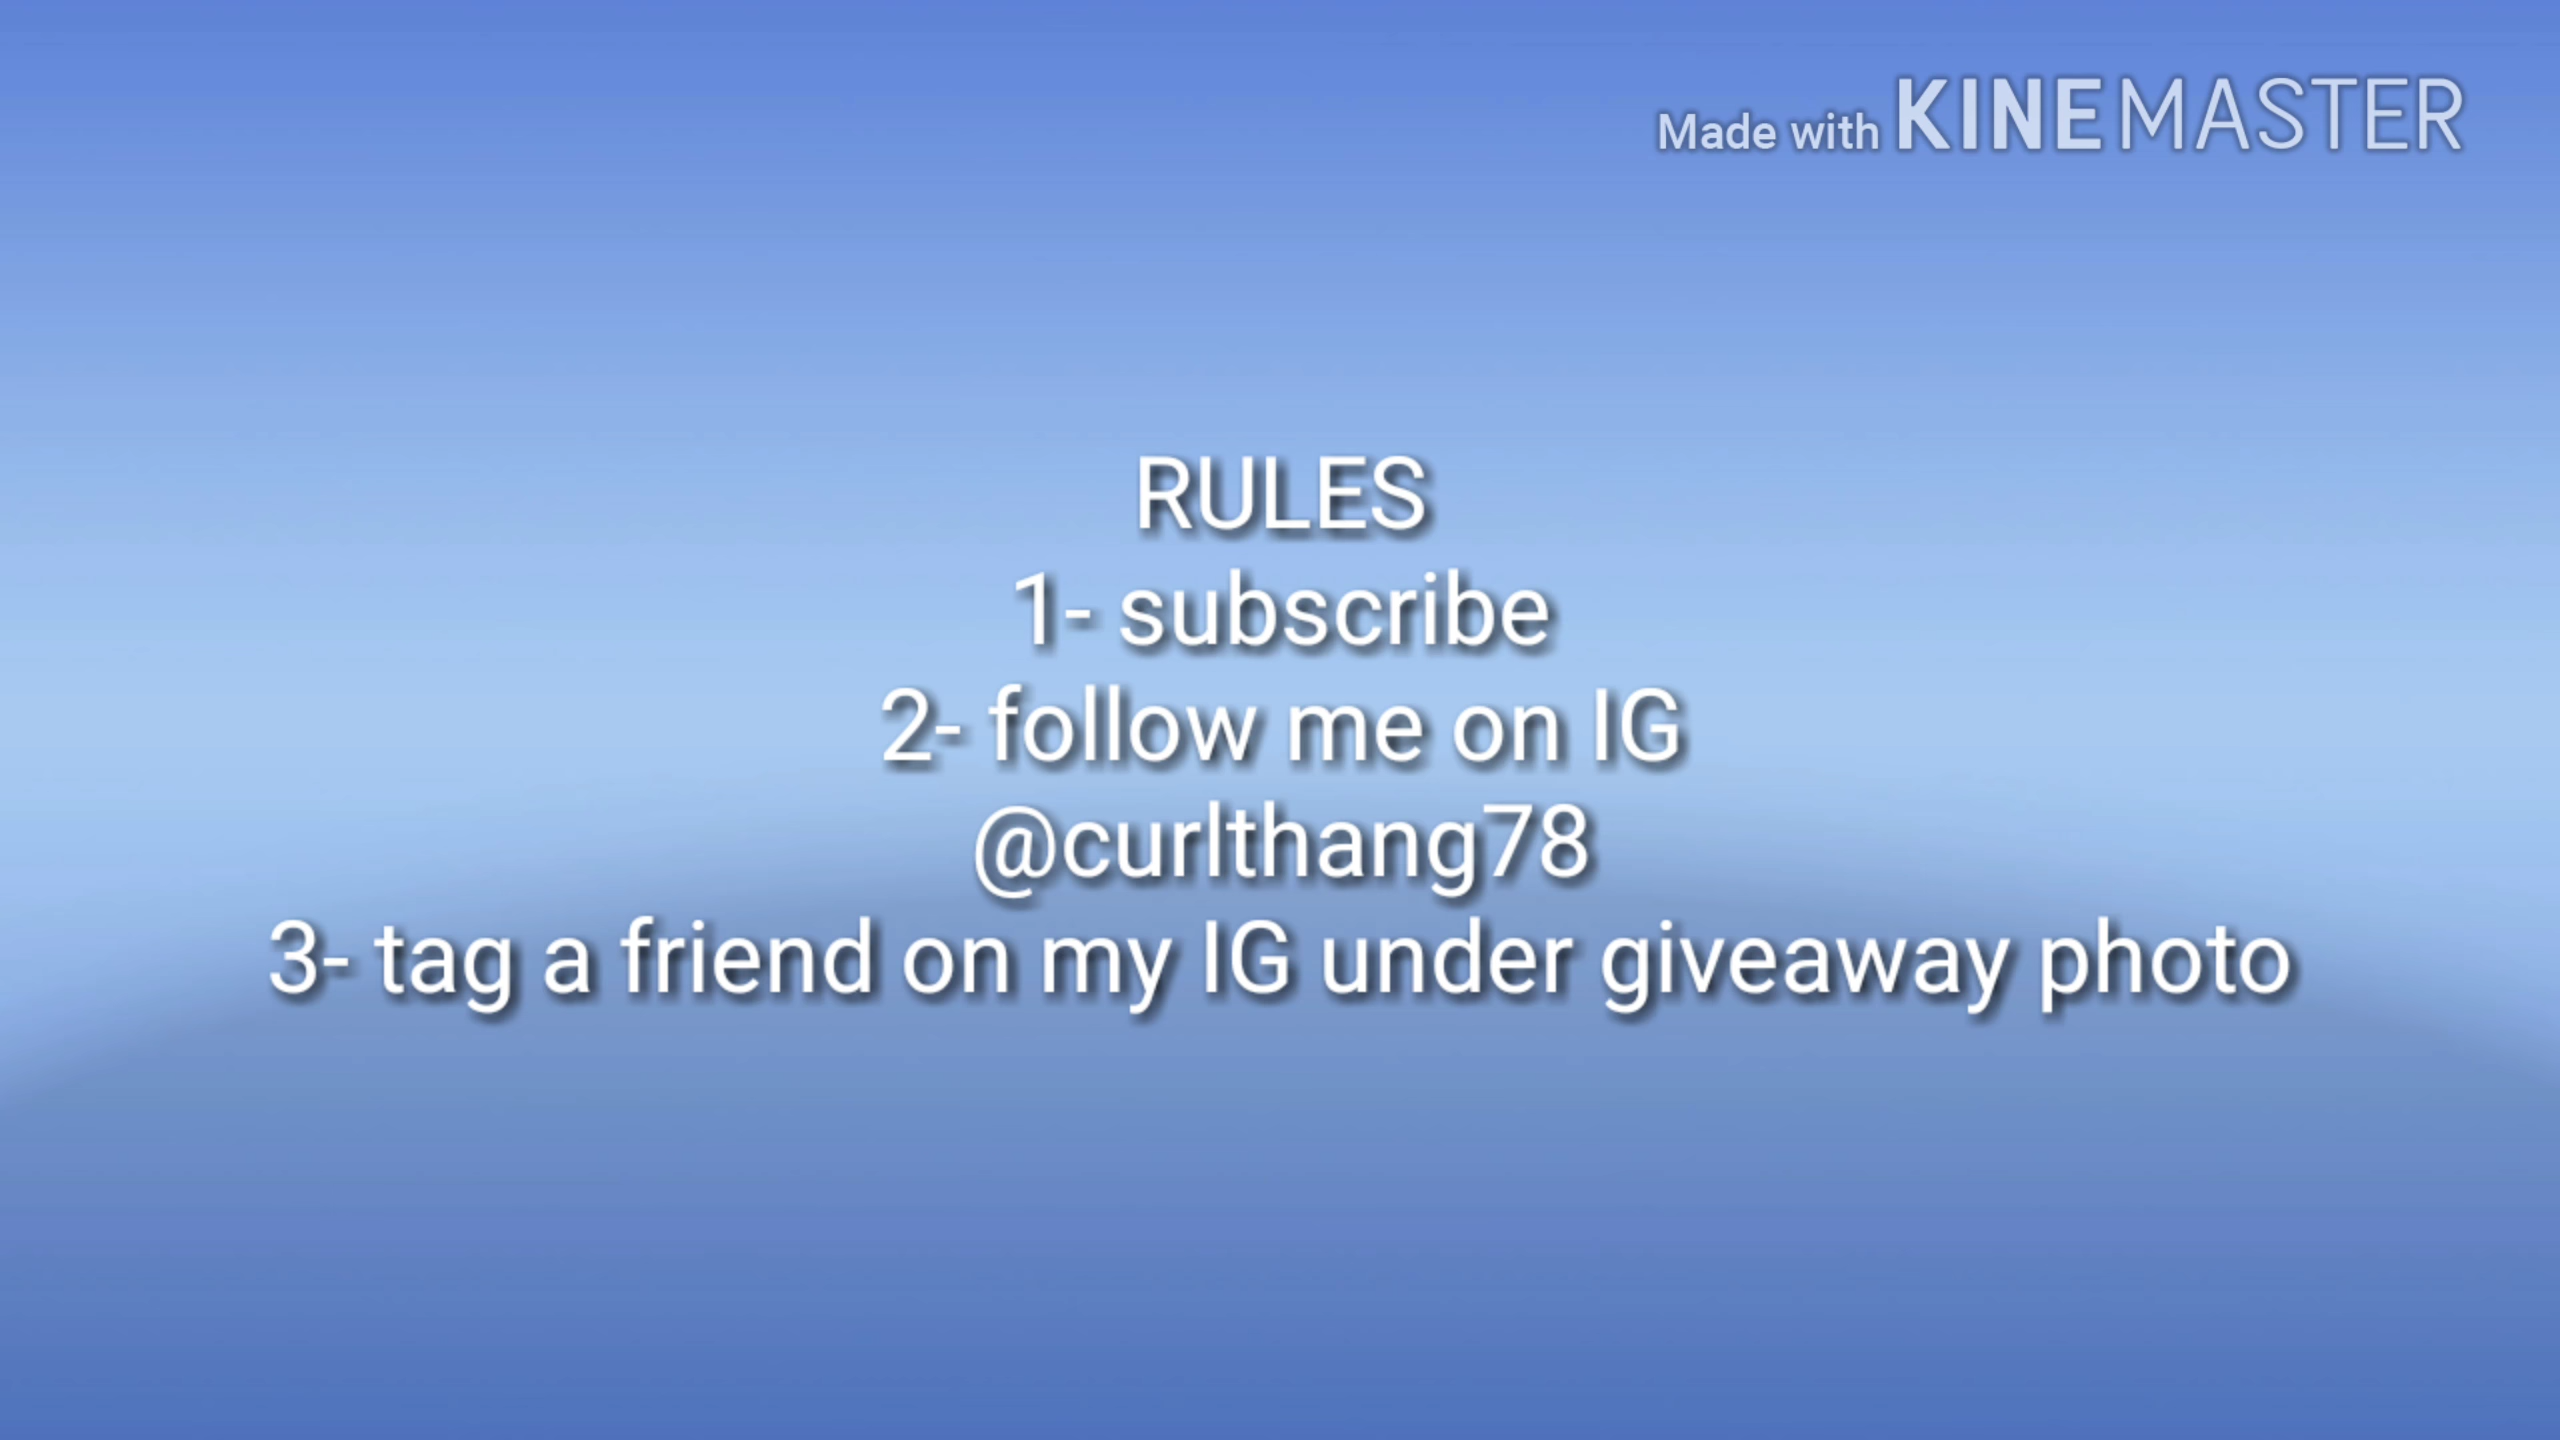 Made with KINEMASTER
RULES
1- subscribe
2- follow me on IG
@curlthang78
3- tag a friend on my IG under giveaway photo